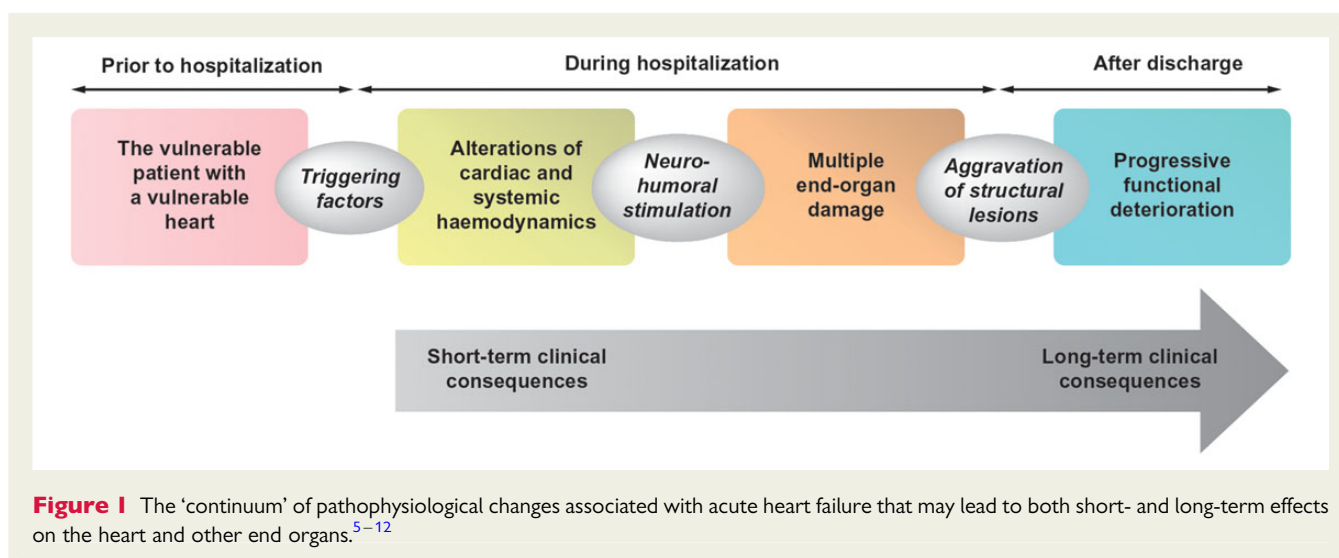 Prior to hospitalization
During hospitalization
After discharge
The vulnerable
patient with
a vulnerable
heart
Triggering
factors
Alterations of
cardiac and
systemic
haemodynamics
Neuro-
humoral
stimulation
Multiple
end-organ
damage
Aggravation
of structural
lesions
Progressive
functional
deterioration
Short-term clinical
consequences
Long-term clinical
consequences
Figure 1 The ‘continuum’ of pathophysiological changes associated with acute heart failure that may lead to both short- and long-term effects
on the heart and other end organs.5–12